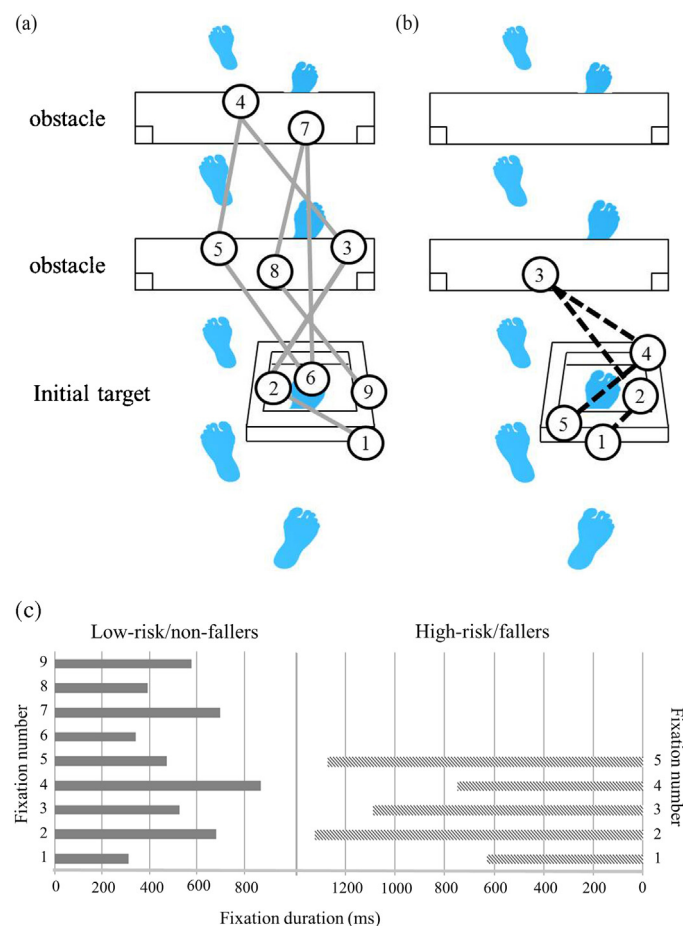 (a)
(b)
4
obstacle
7
5
3
obstacle
8
3
4
6
2
9
2
Initial target
5
1
1
(c)
Low-risk/non-fallers
High-risk/fallers
Fixation number
Fixation number
9
8
7
6
5
5
4
4
3
3
2
2
1
1
0 200 400 600 800
1200 1000 800 600 400 200 0
Fixation duration (ms)